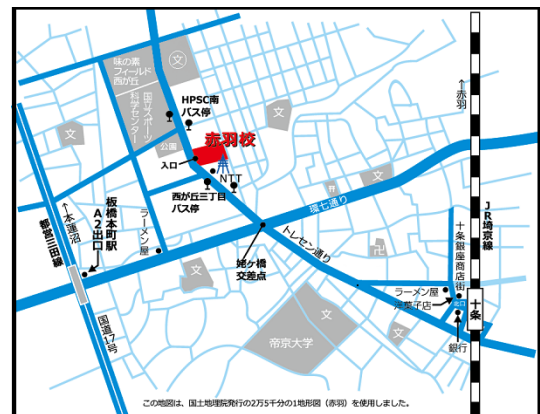 味の素
フィールド
西が丘
文
国立スポーツ
科学センター
HPSC南
バス停
赤羽校
公園
入口
NTT
西が丘三丁目
バス停
文
文
文
↑赤羽
JR埼京線
環七通り
トレセン通り
姥ヶ橋
交差点
ラーメン屋
板橋本町駅
A2出口
↑本蓮沼
都営三田線
国道17号
文
文
卍
帝京大学
文
十条銀座商店街
ラーメン屋
洋菓子店
北口
十条
銀行
この地図は、国土地理院発行の2万5千分の1地形図（赤羽）を使用しました。